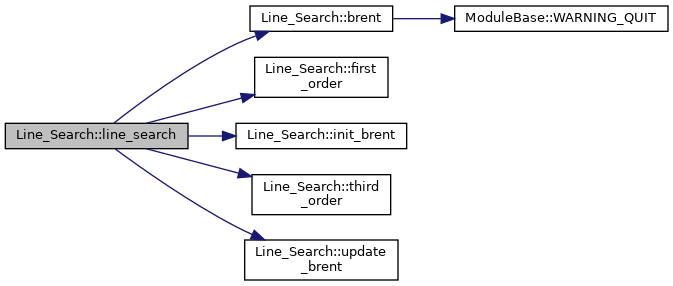 Line_Search::brent
ModuleBase::WARNING_QUIT
Line_Search::first
_order
Line_Search::line_search
Line_Search::init_brent
Line_Search::third
_order
Line_Search::update
_brent